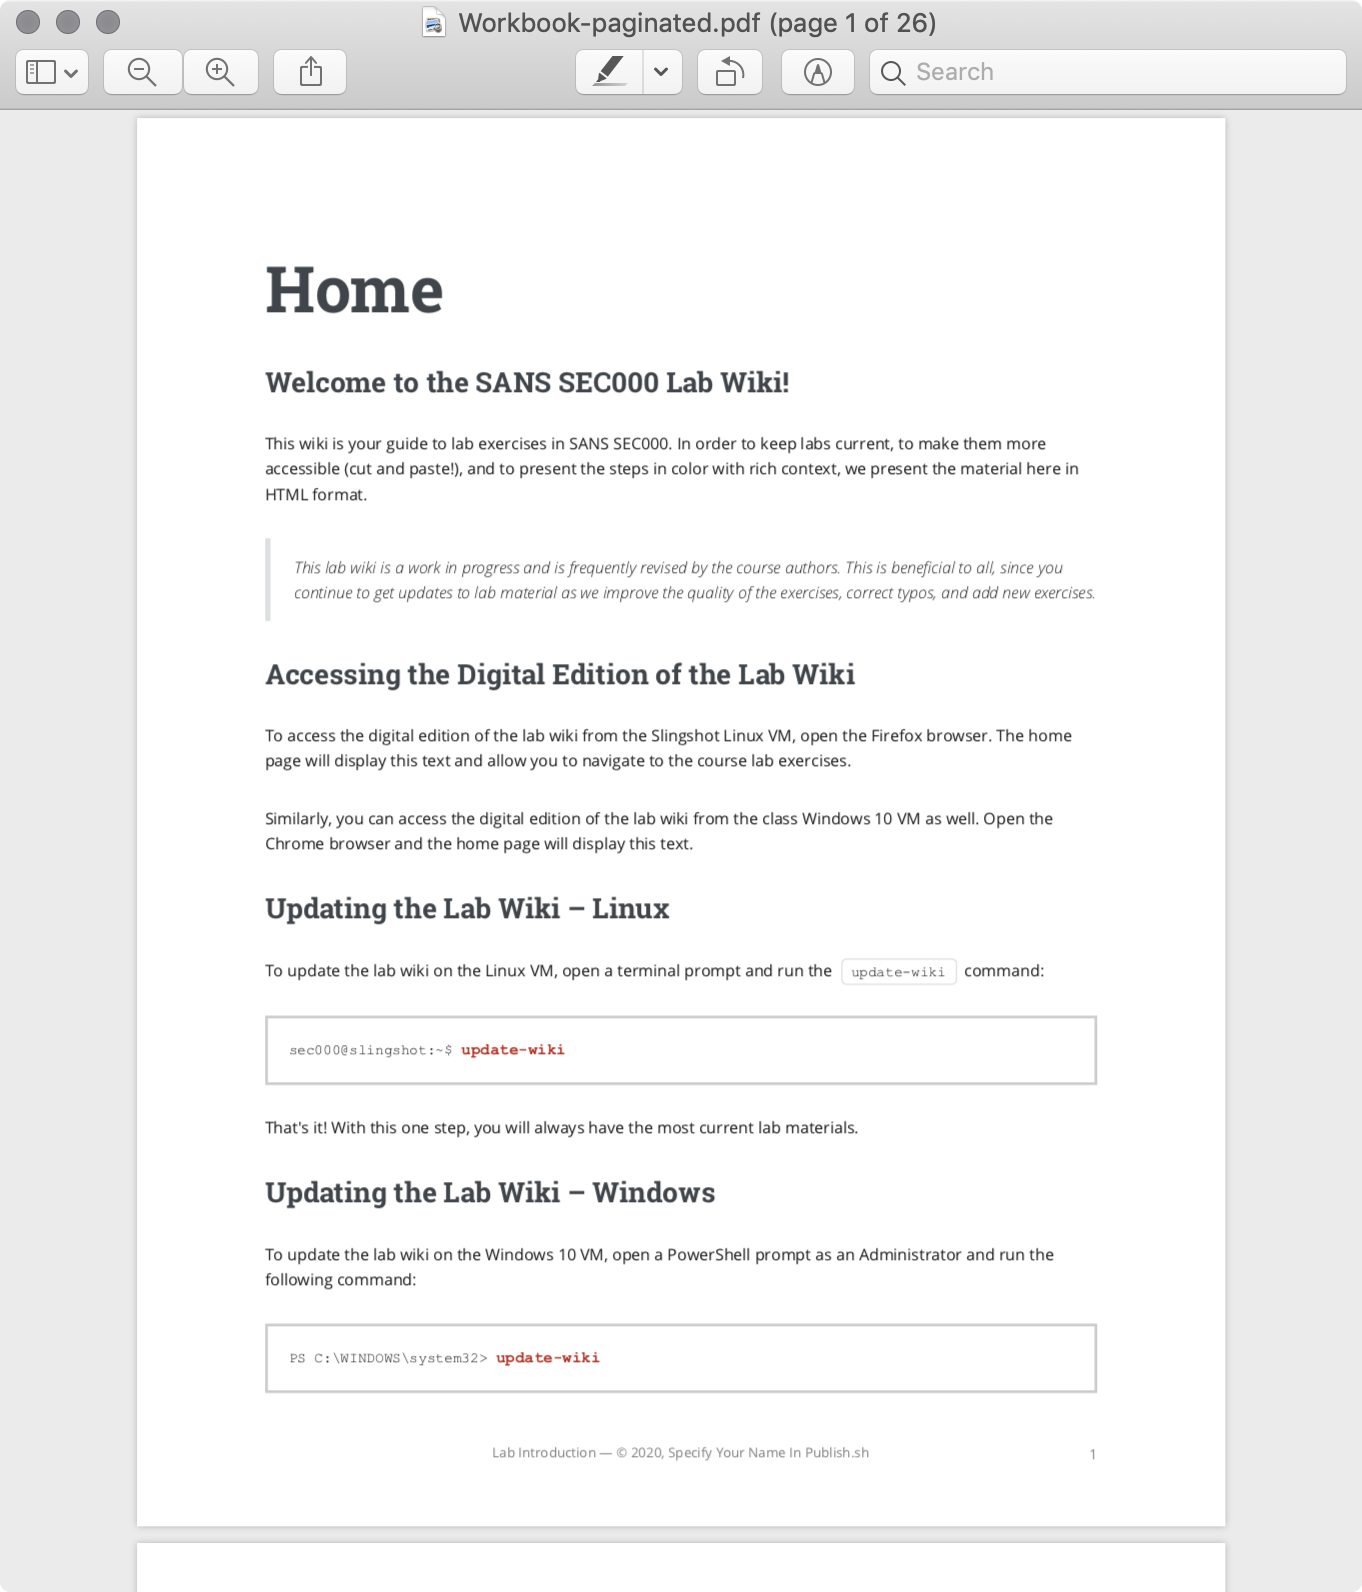 Workbook-paginated.pdf (page 1 of 26)
Search
Home
Welcome to the SANS SEC000 Lab Wiki!
This wiki is your guide to lab exercises in SANS SEC000. In order to keep labs current, to make them more
accessible (cut and paste!), and to present the steps in color with rich context, we present the material here in
HTML format.
This lab wiki is a work in progress and is frequently revised by the course authors. This is beneficial to all, since you
continue to get updates to lab material as we improve the quality of the exercises, correct typos, and add new exercises.
Accessing the Digital Edition of the Lab Wiki
To access the digital edition of the lab wiki from the Slingshot Linux VM, open the Firefox browser. The home
page will display this text and allow you to navigate to the course lab exercises.
Similarly, you can access the digital edition of the lab wiki from the class Windows 10 VM as well. Open the
Chrome browser and the home page will display this text.
Updating the Lab Wiki – Linux
To update the lab wiki on the Linux VM, open a terminal prompt and run the update-wiki command:
sec000@slingshot:~$ update-wiki
That's it! With this one step, you will always have the most current lab materials.
Updating the Lab Wiki – Windows
To update the lab wiki on the Windows 10 VM, open a PowerShell prompt as an Administrator and run the
following command:
PS C:\WINDOWS\system32> update-wiki
Lab Introduction — © 2020, Specify Your Name In Publish.sh 1